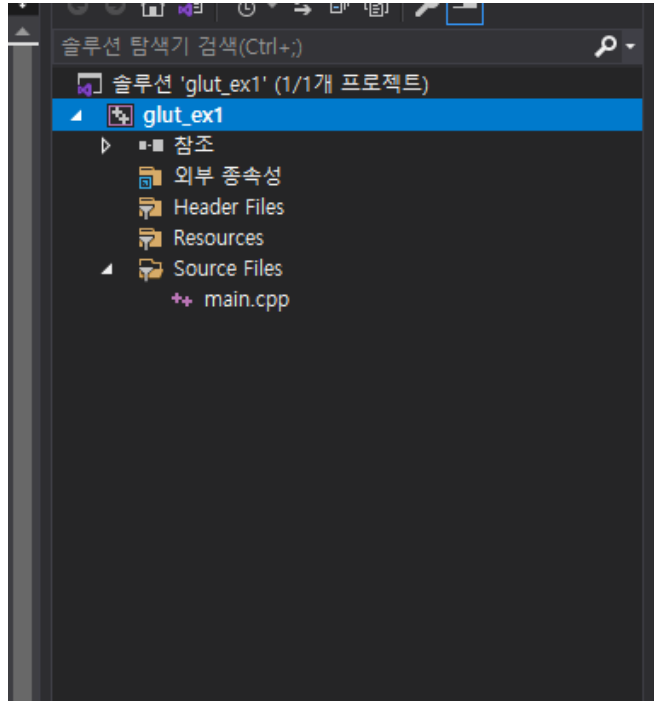 솔루션 탐색기 검색(Ctrl+;)
솔루션 'glut_ex1' (1/1개 프로젝트)
glut_ex1
참조
외부 종속성
Header Files
Resources
Source Files
main.cpp